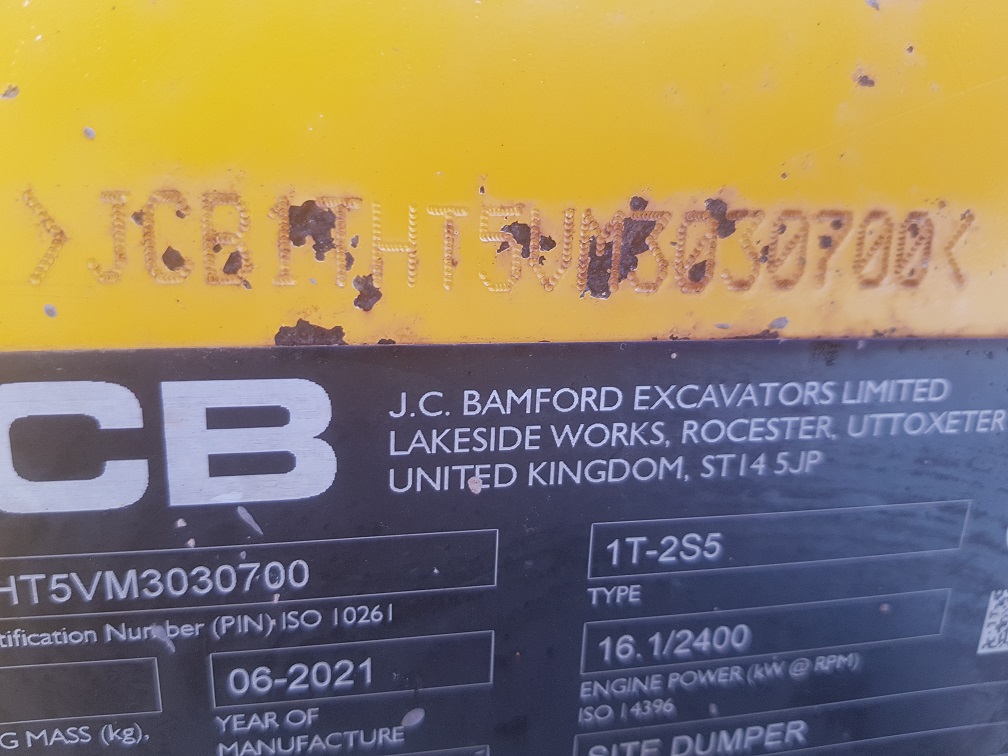 >JCB1THT5VM3030700<
CB
J.C. BAMFORD EXCAVATORS LIMITED
LAKESIDE WORKS, ROCESTER, UTTOXETER
UNITED KINGDOM, ST14 5JP
HT5VM3030700
tification Number (PIN) ISO 10261
1T-2S5
TYPE
16.1/2400
ENGINE POWER (kW @ RPM)
ISO 14396
06-2021
YEAR OF
MANUFACTURE
G MASS (kg),
SITE DUMPER